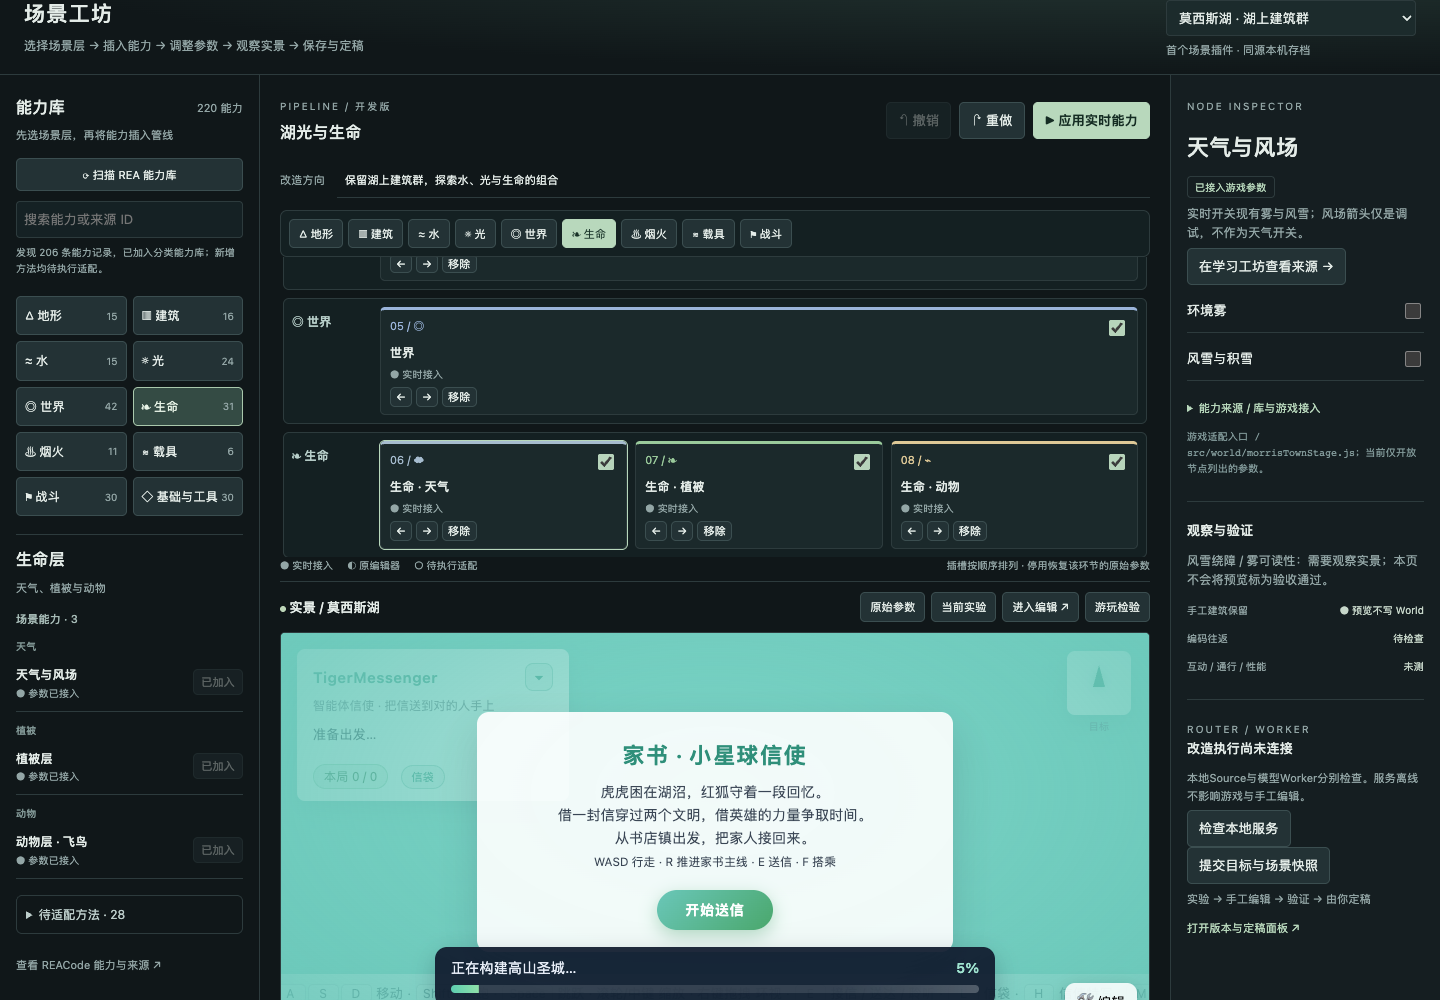 场景工坊
选择场景层 → 插入能力 → 调整参数 → 观察实景 → 保存与定稿
莫西斯湖 · 湖上建筑群
首个场景插件 · 同源本机存档
能力库
220 能力
先选场景层，再将能力插入管线
⟳ 扫描 REA 能力库
搜索能力或来源 ID
发现 206 条能力记录，已加入分类能力库；新增
方法均待执行适配。
地形 15
建筑 16
≈ 水 15
光 24
◎ 世界 42
❧ 生命 31
♨ 烟火 11
≈ 载具 6
⚑ 战斗 30
◇ 基础与工具 30
生命层
天气、植被与动物
场景能力 · 3
天气
天气与风场
● 参数已接入
已加入
植被
植被层
● 参数已接入
已加入
动物
动物层 · 飞鸟
● 参数已接入
已加入
▶ 待适配方法 · 28
查看 REACode 能力与来源 ↗
PIPELINE / 开发版
湖光与生命
撤销
重做
▶ 应用实时能力
改造方向
保留湖上建筑群，探索水、光与生命的组合
地形
建筑
≈ 水
光
◎ 世界
❧ 生命
♨ 烟火
≈ 载具
⚑ 战斗
← → 移除
◎ 世界
05 / ◎
世界
● 实时接入
← → 移除
❧ 生命
06 / ☁
生命 · 天气
● 实时接入
← → 移除
07 / ❧
生命 · 植被
● 实时接入
← → 移除
08 / ⌁
生命 · 动物
● 实时接入
← → 移除
● 实时接入 ◐ 原编辑器 ○ 待执行适配
插槽按顺序排列 · 停用恢复该环节的原始参数
● 实景 / 莫西斯湖
原始参数
当前实验
进入编辑 ↗
游玩检验
TigerMessenger
智能体信使 · 把信送到对的人手上
准备出发...
本局 0 / 0
信袋
目标
家书 · 小星球信使
虎虎困在湖沼，红狐守着一段回忆。
借一封信穿过两个文明，借英雄的力量争取时间。
从书店镇出发，把家人接回来。
WASD 行走 · R 推进家书主线 · E 送信 · F 搭乘
开始送信
正在构建高山圣城...
5%
A S D 移动 · Sh
袋 · H
编辑
NODE INSPECTOR
天气与风场
已接入游戏参数
实时开关现有雾与风雪；风场箭头仅是调
试，不作为天气开关。
在学习工坊查看来源 →
环境雾
风雪与积雪
▶ 能力来源 / 库与游戏接入
游戏适配入口 /
src/world/morrisTownStage.js；当前仅开放
节点列出的参数。
观察与验证
风雪绕障 / 雾可读性：需要观察实景；本页
不会将预览标为验收通过。
手工建筑保留
● 预览不写 World
编码往返
待检查
互动 / 通行 / 性能
未测
ROUTER / WORKER
改造执行尚未连接
本地Source与模型Worker分别检查。服务离线
不影响游戏与手工编辑。
检查本地服务
提交目标与场景快照
实验 → 手工编辑 → 验证 → 由你定稿
打开版本与定稿面板 ↗